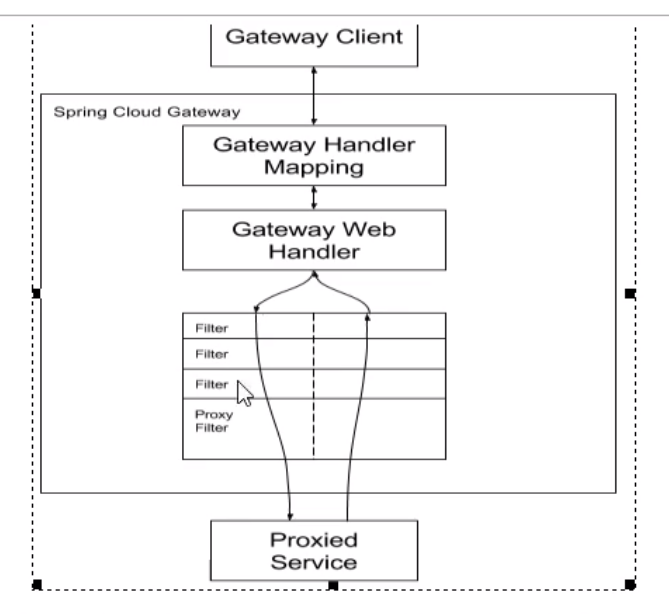 Gateway Client
Spring Cloud Gateway
Gateway Handler
Mapping
Gateway Web
Handler
Filter
Filter
Filter
Proxy
Filter
Proxied
Service